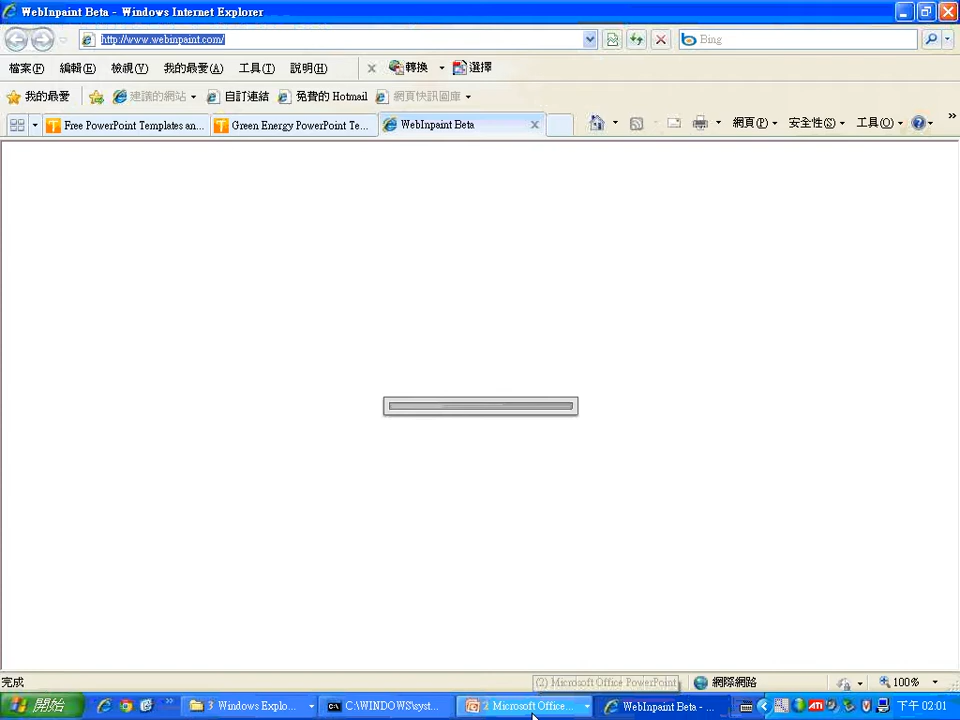 WebInpaint Beta - Windows Internet Explorer
http://www.webinpaint.com/
Bing
檔案(F) 編輯(E) 檢視(V) 我的最愛(A) 工具(T) 說明(H) 轉換 選擇
我的最愛 建議的網站 自訂連結 免費的 Hotmail 網頁快訊圖庫
Free PowerPoint Templates an... Green Energy PowerPoint Te... WebInpaint Beta 網頁(P) 安全性(S) 工具(O)
完成 (2) Microsoft Office PowerPoint 網際網路 100%
開始 3 Windows Explo... C:\WINDOWS\syst... 2 Microsoft Office... WebInpaint Beta - ... 下午 02:01